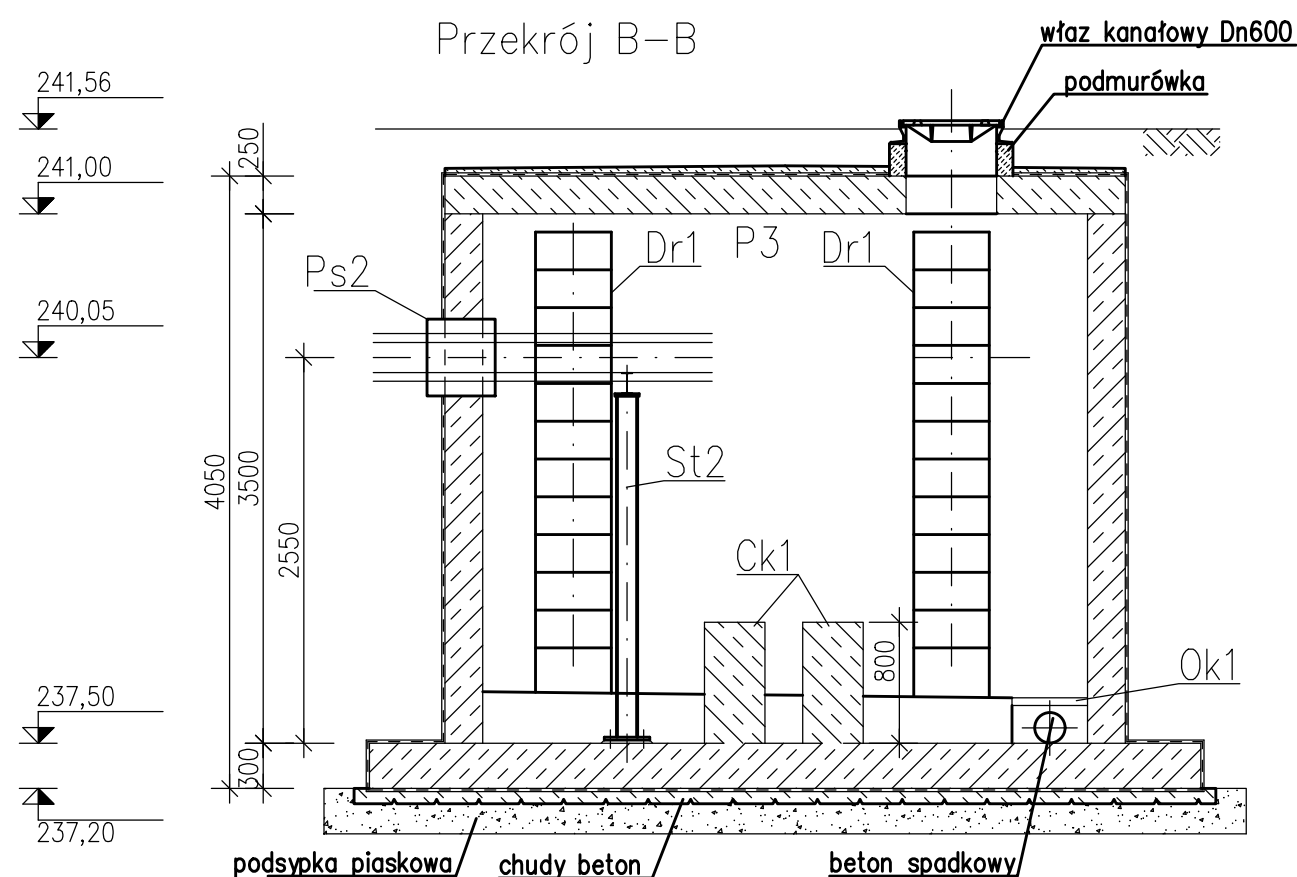 Przekrój B-B
właz kanałowy Dn600
podmurówka
241,56
250
241,00
Dr1
P3
Dr1
Ps2
240,05
4050
3500
St2
2550
Ck1
800
Ok1
237,50
300
237,20
podsypka piaskowa
chudy beton
beton spadkowy